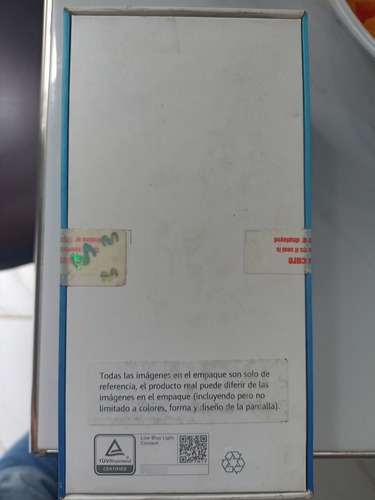 Todas las imágenes en el empaque son solo de
referencia, el producto real puede diferir de las
imágenes en el empaque (incluyendo pero no
limitado a colores, forma y diseño de la pantalla).
TÜVRheinland
CERTIFIED
Low Blue Light
Content